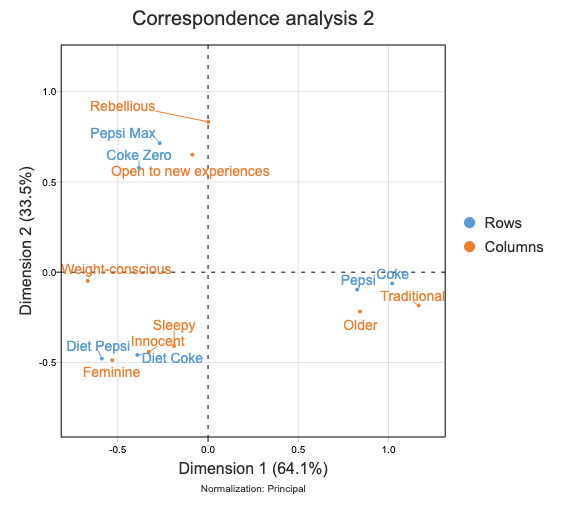 Correspondence analysis 2
Dimension 2 (33.5%)
1.0
0.5
0.0
-0.5
Rebellious
Pepsi Max
Coke Zero
Open to new experiences
Weight-conscious
Coke
Pepsi
Traditional
Older
Sleepy
Innocent
Diet Pepsi
Diet Coke
Feminine
-0.5 0.0 0.5 1.0
Dimension 1 (64.1%)
Normalization: Principal
Rows
Columns